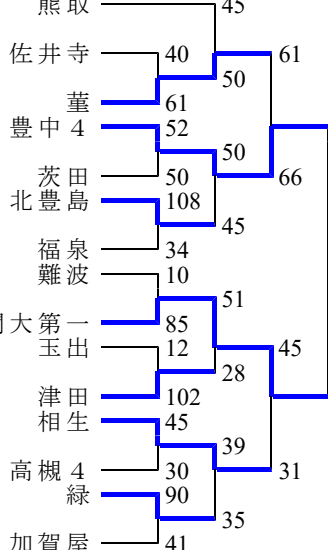 熊取 45
佐井寺 40 61
50
菫 61
豊中４ 52
50
茨田 50 66
北豊島 108
45
福泉 34
難波 10
51
大第一 85
玉出 12 45
28
津田 102
相生 45
39
高槻４ 30 31
緑 90
35
加賀屋 41